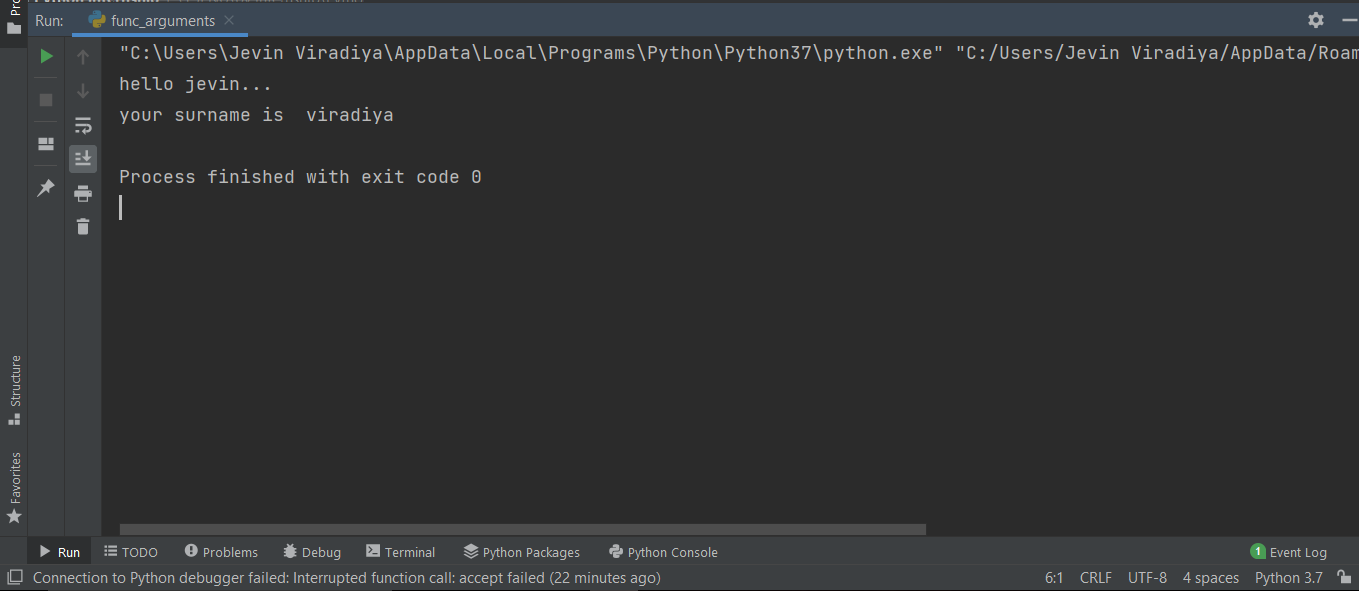 Run: func_arguments
"C:\Users\Jevin Viradiya\AppData\Local\Programs\Python\Python37\python.exe" "C:/Users/Jevin Viradiya/AppData/Roam
hello jevin...
your surname is  viradiya
Process finished with exit code 0
Structure
Favorites
Run TODO Problems Debug Terminal Python Packages Python Console 1 Event Log
Connection to Python debugger failed: Interrupted function call: accept failed (22 minutes ago) 6:1 CRLF UTF-8 4 spaces Python 3.7